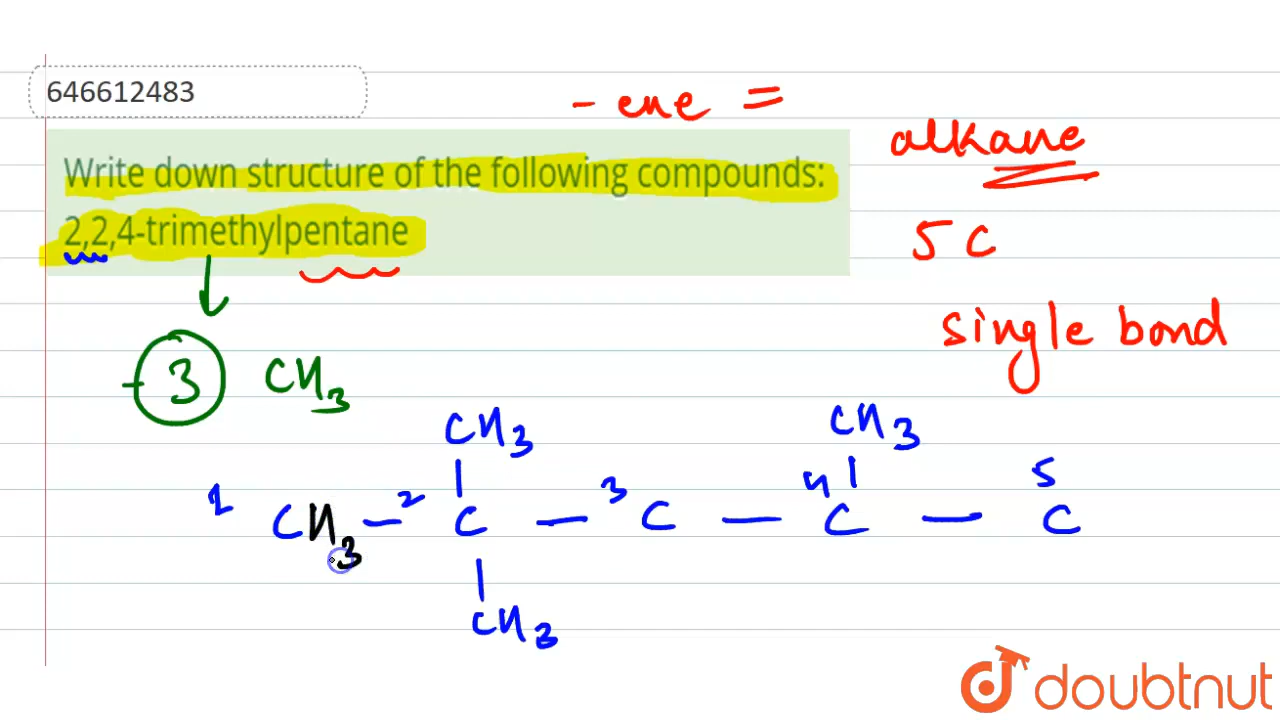 646612483
- ene =
alkane
Write down structure of the following compounds:
2,2,4-trimethylpentane
5 C
single bond
- 3 CH3
CH3 CH3
1 2 3 4 5
CH3 - C - C - C - C
CH3
doubtnut